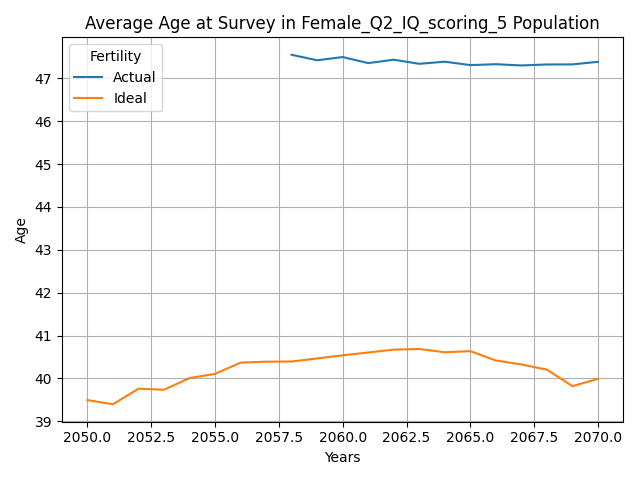 Average Age at Survey in Female_Q2_IQ_scoring_5 Population
Fertility
Actual
Ideal
47
46
45
44
43
42
41
40
39
Age
2050.0 2052.5 2055.0 2057.5 2060.0 2062.5 2065.0 2067.5 2070.0
Years